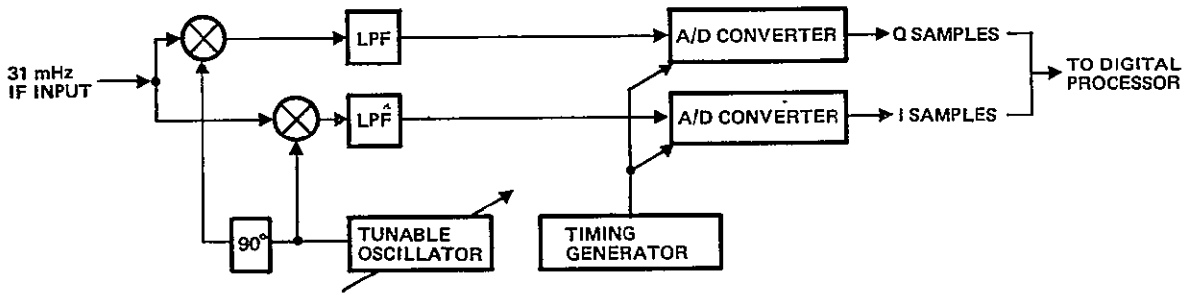 31 mHz
IF INPUT
LPF
A/D CONVERTER
Q SAMPLES
TO DIGITAL
PROCESSOR
LPF
A/D CONVERTER
I SAMPLES
90°
TUNABLE
OSCILLATOR
TIMING
GENERATOR